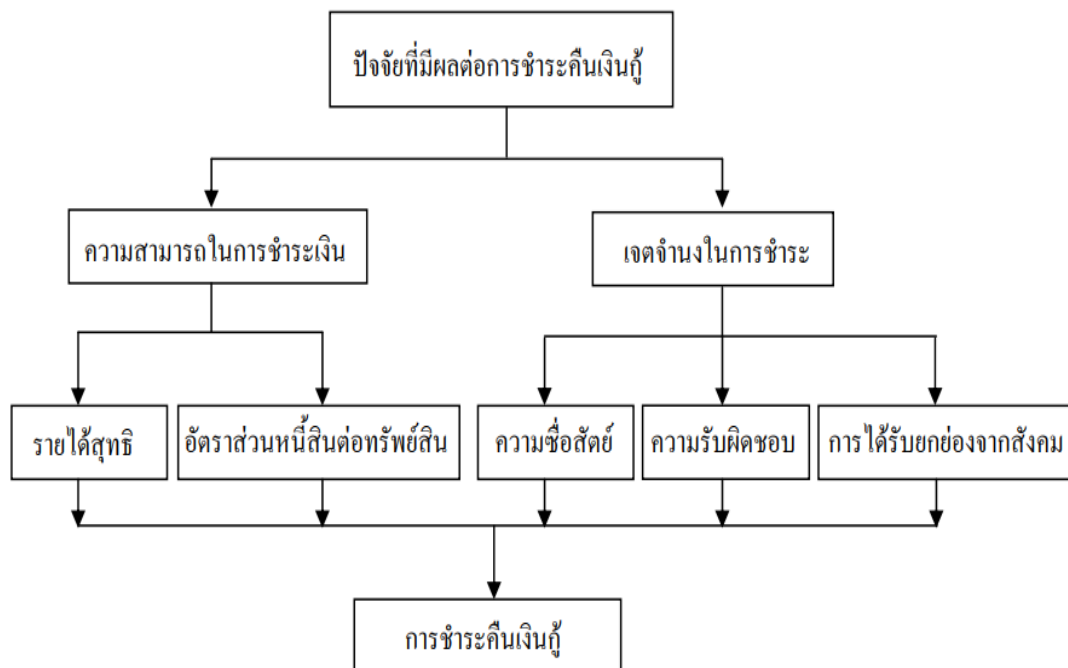 ปัจจัยที่มีผลต่อการชำระคืนเงินกู้
ความสามารถในการชำระเงิน
เจตจำนงในการชำระ
รายได้สุทธิ
อัตราส่วนหนี้สินต่อทรัพย์สิน
ความซื่อสัตย์
ความรับผิดชอบ
การได้รับยกย่องจากสังคม
การชำระคืนเงินกู้